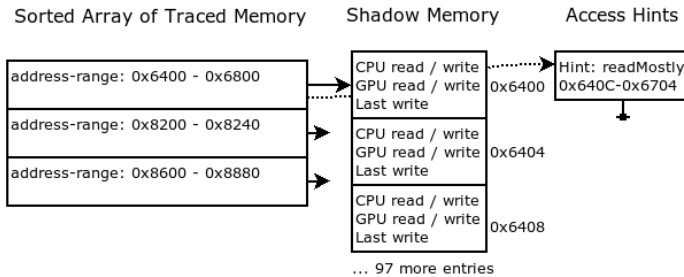 Sorted Array of Traced Memory
Shadow Memory
Access Hints
address-range: 0x6400 - 0x6800
address-range: 0x8200 - 0x8240
address-range: 0x8600 - 0x8880
CPU read / write
GPU read / write
Last write
0x6400
CPU read / write
GPU read / write
Last write
0x6404
CPU read / write
GPU read / write
Last write
0x6408
... 97 more entries
Hint: readMostly
0x640C-0x6704